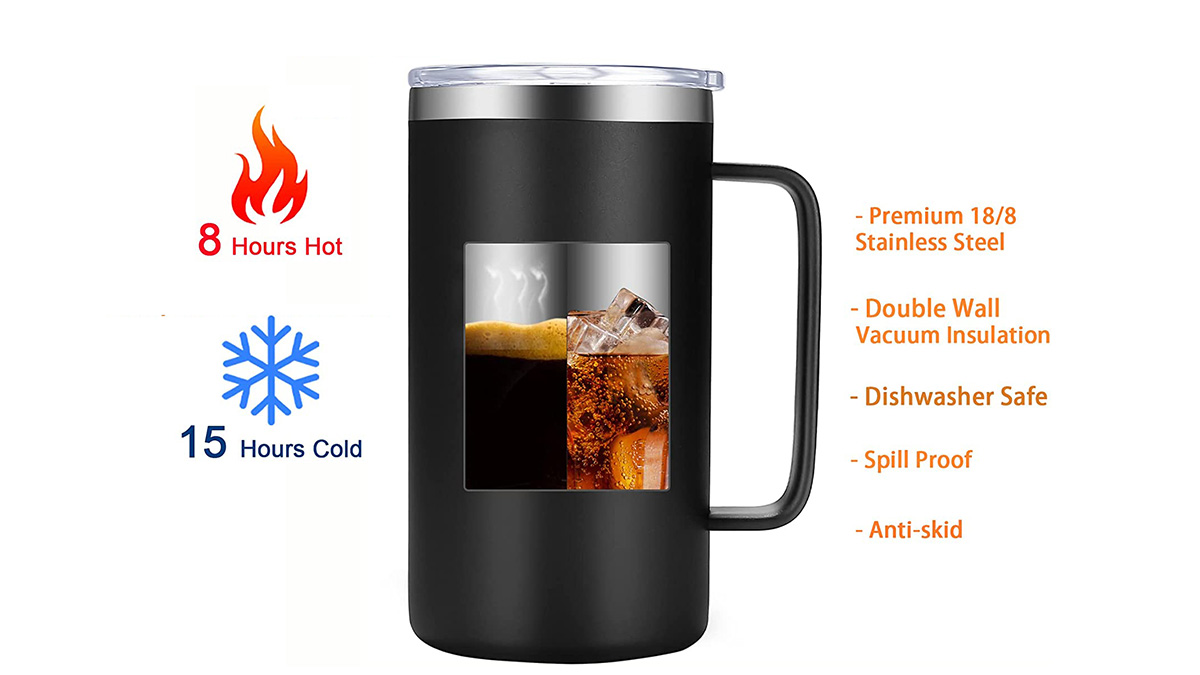 8 Hours Hot
15 Hours Cold
- Premium 18/8
Stainless Steel
- Double Wall
Vacuum Insulation
- Dishwasher Safe
- Spill Proof
- Anti-skid